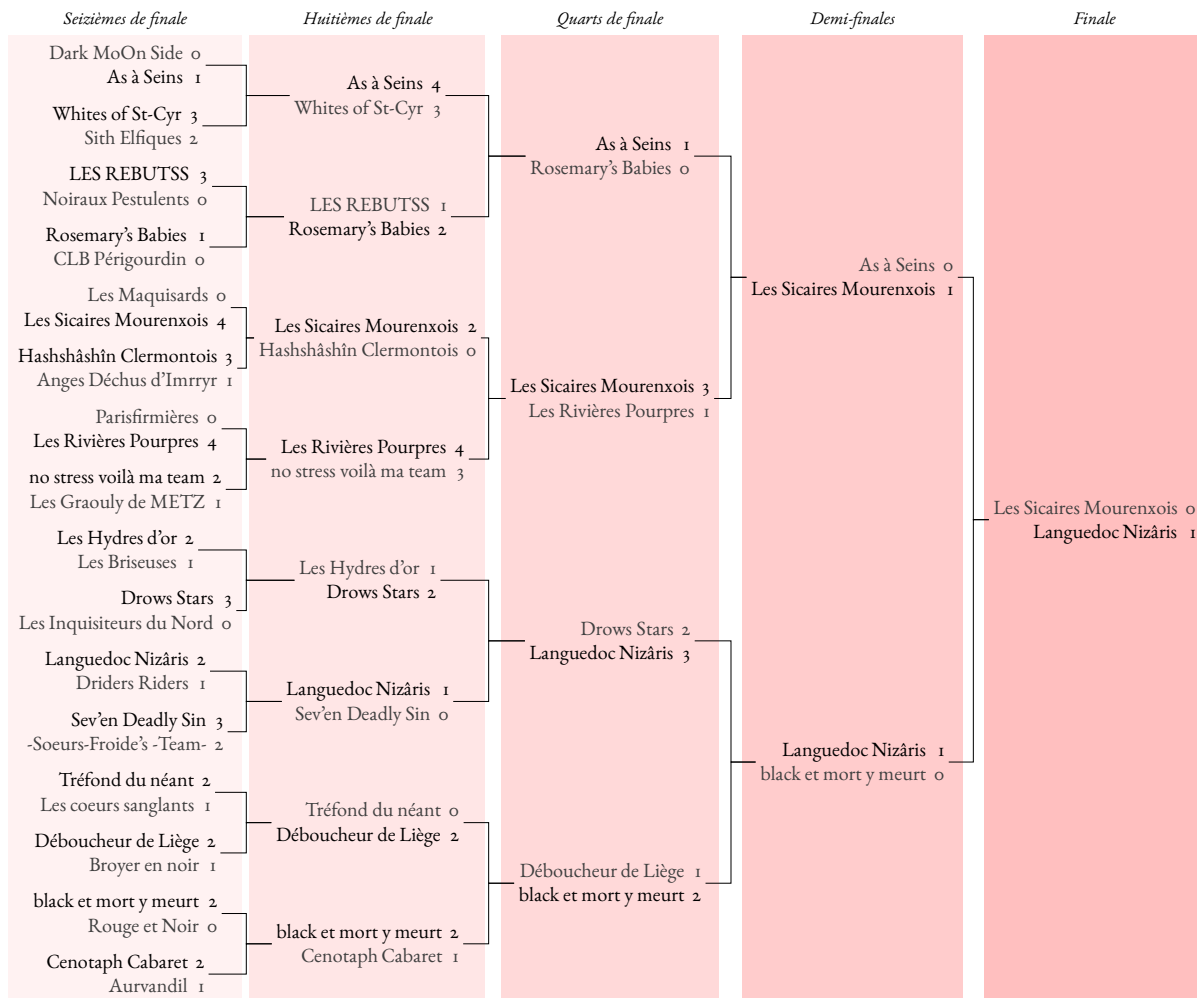 Seizièmes de finale
Huitièmes de finale
Quarts de finale
Demi-finales
Finale
Dark MoOn Side 0
As à Seins 1
Whites of St-Cyr 3
Sith Elfiques 2
LES REBUTSS 3
Noiraux Pestulents 0
Rosemary's Babies 1
CLB Périgourdin 0
Les Maquisards 0
Les Sicaires Mourenxois 4
Hashshâshîn Clermontois 3
Anges Déchus d'Imrryr 1
Parisfirmières 0
Les Rivières Pourpres 4
no stress voilà ma team 2
Les Graouly de METZ 1
Les Hydres d'or 2
Les Briseuses 1
Drows Stars 3
Les Inquisiteurs du Nord 0
Languedoc Nizâris 2
Driders Riders 1
Sev'en Deadly Sin 3
-Soeurs-Froide's -Team- 2
Tréfond du néant 2
Les coeurs sanglants 1
Déboucheur de Liège 2
Broyer en noir 1
black et mort y meurt 2
Rouge et Noir 0
Cenotaph Cabaret 2
Aurvandil 1
As à Seins 4
Whites of St-Cyr 3
LES REBUTSS 1
Rosemary's Babies 2
Les Sicaires Mourenxois 2
Hashshâshîn Clermontois 0
Les Rivières Pourpres 4
no stress voilà ma team 3
Les Hydres d'or 1
Drows Stars 2
Languedoc Nizâris 1
Sev'en Deadly Sin 0
Tréfond du néant 0
Déboucheur de Liège 2
black et mort y meurt 2
Cenotaph Cabaret 1
As à Seins 1
Rosemary's Babies 0
Les Sicaires Mourenxois 3
Les Rivières Pourpres 1
Drows Stars 2
Languedoc Nizâris 3
Déboucheur de Liège 1
black et mort y meurt 2
As à Seins 0
Les Sicaires Mourenxois 1
Languedoc Nizâris 1
black et mort y meurt 0
Les Sicaires Mourenxois 0
Languedoc Nizâris 1